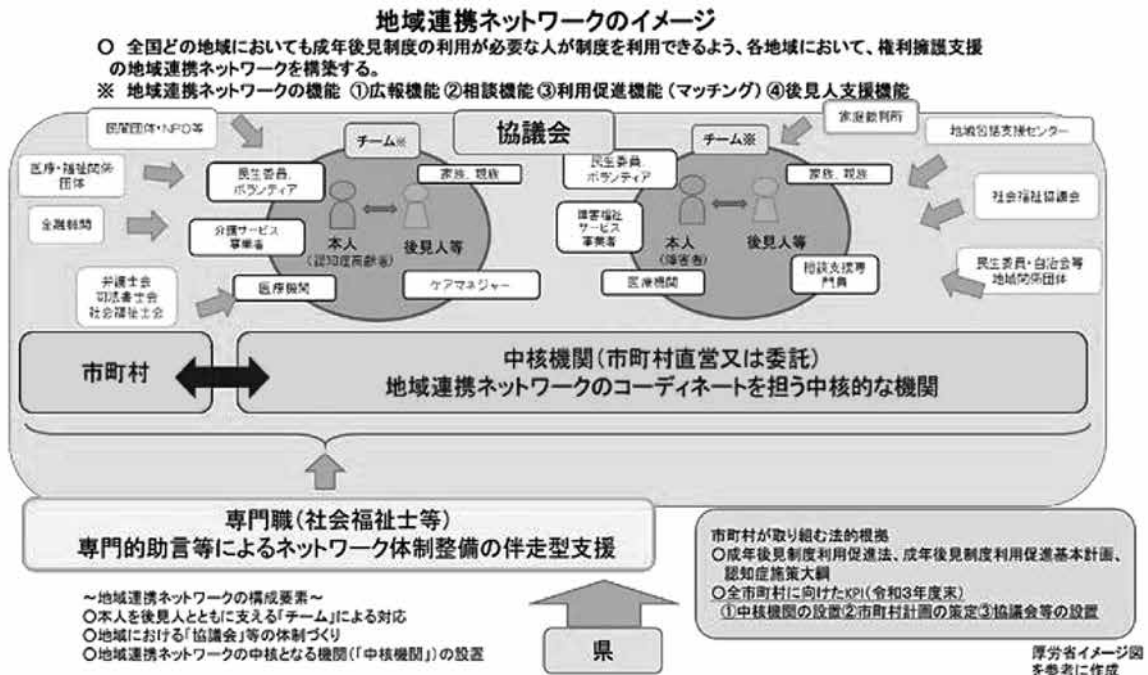 地域連携ネットワークのイメージ
○ 全国どの地域においても成年後見制度の利用が必要な人が制度を利用できるよう、各地域において、権利擁護支援
の地域連携ネットワークを構築する。
※ 地域連携ネットワークの機能 ①広報機能 ②相談機能 ③利用促進機能(マッチング) ④後見人支援機能
協議会
民間団体・NPO等
医療・福祉関係
団体
金融機関
弁護士会
司法書士会
社会福祉士会
チーム※
民生委員、
ボランティア
家族、親族
介護サービス
事業者
本人
(認知症高齢者)
後見人等
医療機関
ケアマネジャー
チーム※
民生委員、
ボランティア
家族、親族
障害福祉
サービス
事業者
本人
(障害者)
後見人等
医療機関
相談支援専
門員
家庭裁判所
地域包括支援センター
社会福祉協議会
民生委員・自治会等
地域関係団体
市町村
中核機関(市町村直営又は委託)
地域連携ネットワークのコーディネートを担う中核的な機関
専門職(社会福祉士等)
専門的助言等によるネットワーク体制整備の伴走型支援
市町村が取り組む法的根拠
○成年後見制度利用促進法、成年後見制度利用促進基本計画、
認知症施策大綱
○全市町村に向けたKPI(令和3年度末)
①中核機関の設置②市町村計画の策定③協議会等の設置
~地域連携ネットワークの構成要素~
○本人を後見人とともに支える「チーム」による対応
○地域における「協議会」等の体制づくり
○地域連携ネットワークの中核となる機関(「中核機関」)の設置
県
厚労省イメージ図
を参考に作成